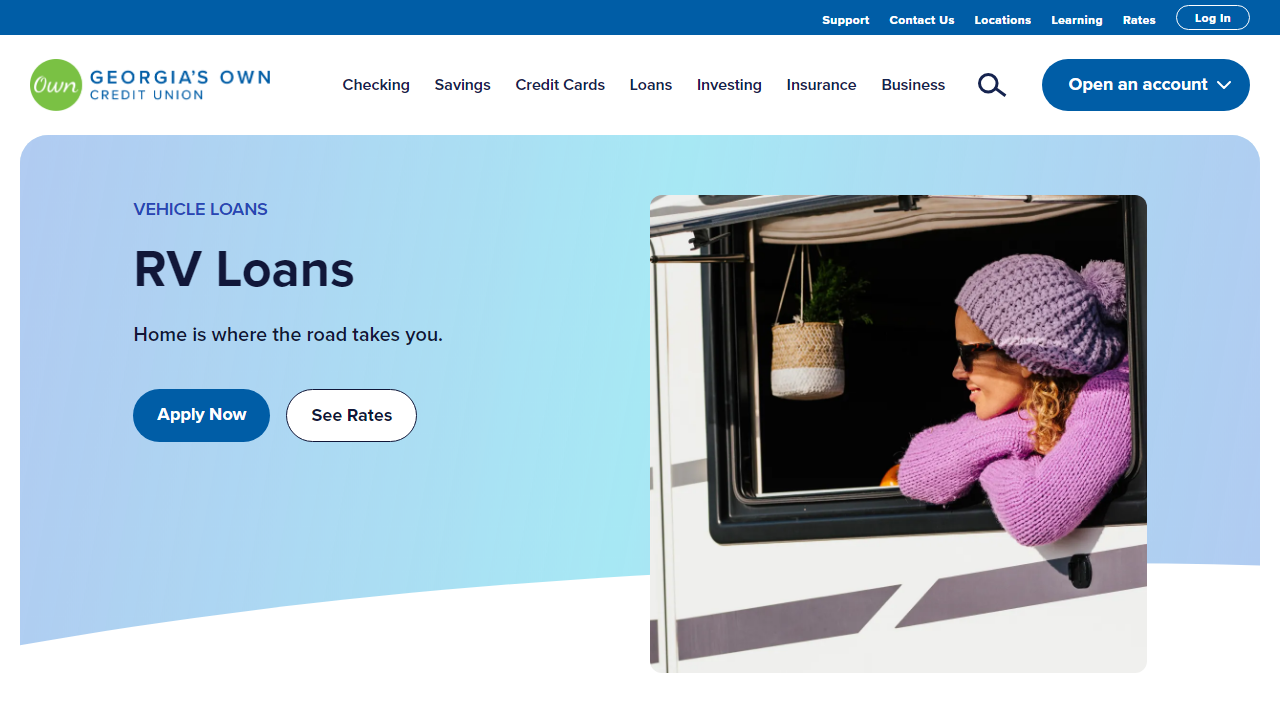 Support Contact Us Locations Learning Rates Log In
Own GEORGIA'S OWN
CREDIT UNION
Checking Savings Credit Cards Loans Investing Insurance Business Open an account
VEHICLE LOANS
RV Loans
Home is where the road takes you.
Apply Now See Rates